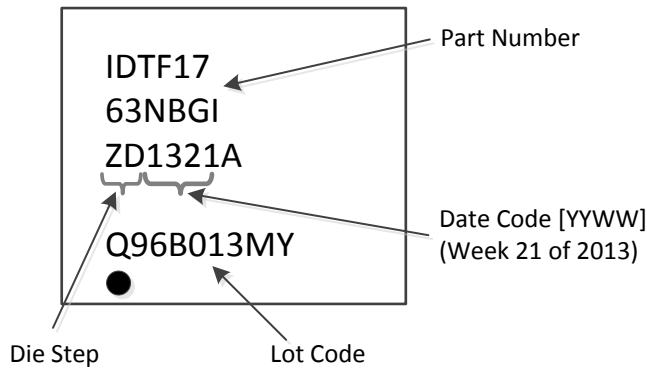 IDTF17
63NBGI
ZD1321A
Q96B013MY
Part Number
Date Code [YYWW]
(Week 21 of 2013)
Die Step
Lot Code